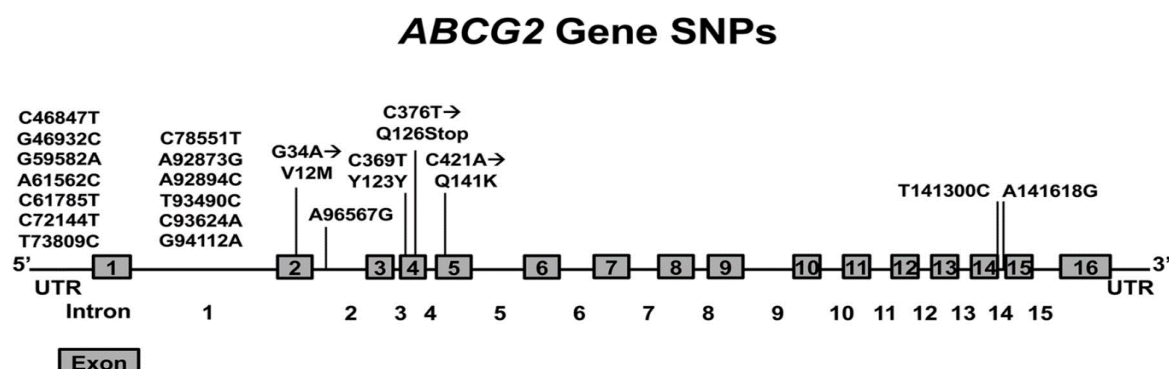 ABCG2 Gene SNPs
C46847T
G46932C
G59582A
A61562C
C61785T
C72144T
T73809C
C78551T
A92873G
A92894C
T93490C
C93624A
G94112A
G34A→
V12M
A96567G
C369T
Y123Y
C376T→
Q126Stop
C421A→
Q141K
T141300C A141618G
5’ 1 2 3 4 5 6 7 8 9 10 11 12 13 14 15 16 3’
UTR UTR
Intron 1 2 3 4 5 6 7 8 9 10 11 12 13 14 15
Exon